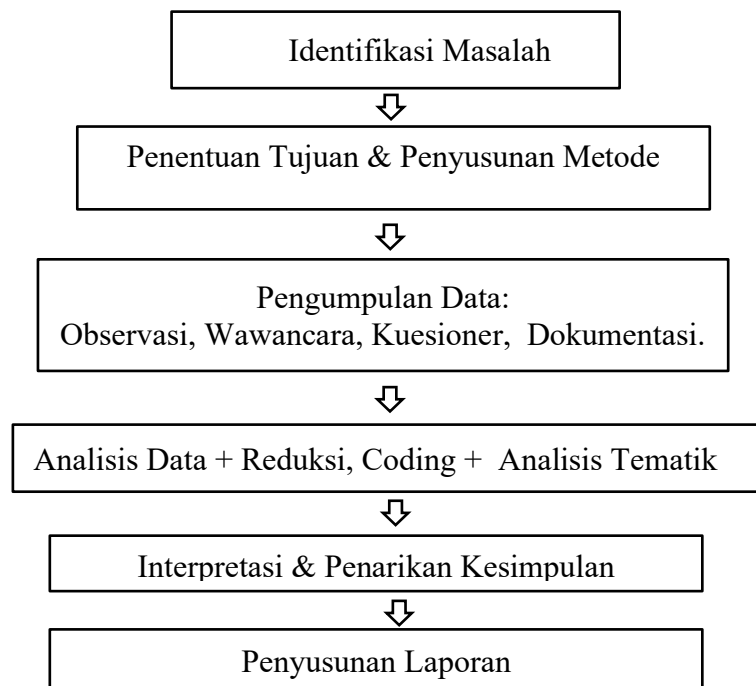 Identifikasi Masalah
Penentuan Tujuan & Penyusunan Metode
Pengumpulan Data:
Observasi, Wawancara, Kuesioner, Dokumentasi.
Analisis Data + Reduksi, Coding + Analisis Tematik
Interpretasi & Penarikan Kesimpulan
Penyusunan Laporan